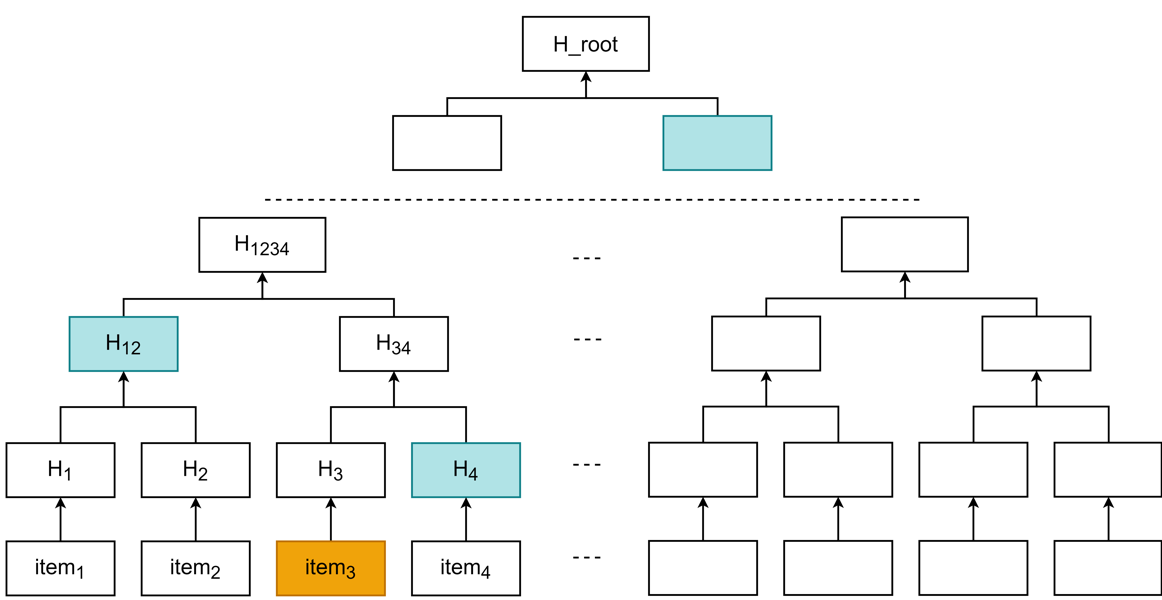 H_root
H₁₂₃₄
H₁₂
H₃₄
H₁
H₂
H₃
H₄
item₁
item₂
item₃
item₄